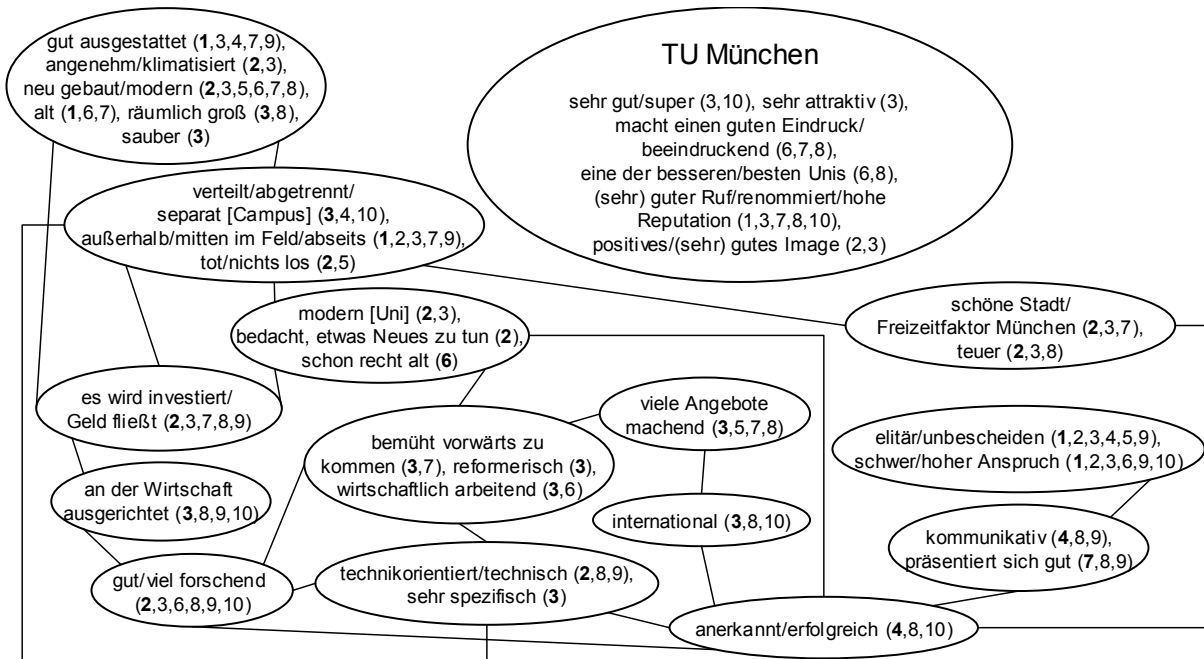 gut ausgestattet (1,3,4,7,9),
angenehm/klimatisiert (2,3),
neu gebaut/modern (2,3,5,6,7,8),
alt (1,6,7), räumlich groß (3,8),
sauber (3)
TU München
sehr gut/super (3,10), sehr attraktiv (3),
macht einen guten Eindruck/
beeindruckend (6,7,8),
eine der besseren/besten Unis (6,8),
(sehr) guter Ruf/renommiert/hohe
Reputation (1,3,7,8,10),
positives/(sehr) gutes Image (2,3)
verteilt/abgetrennt/
separat [Campus] (3,4,10),
außerhalb/mitten im Feld/abseits (1,2,3,7,9),
tot/nichts los (2,5)
modern [Uni] (2,3),
bedacht, etwas Neues zu tun (2),
schon recht alt (6)
schöne Stadt/
Freizeitfaktor München (2,3,7),
teuer (2,3,8)
es wird investiert/
Geld fließt (2,3,7,8,9)
viele Angebote
machend (3,5,7,8)
bemüht vorwärts zu
kommen (3,7), reformerisch (3),
wirtschaftlich arbeitend (3,6)
elitär/unbescheiden (1,2,3,4,5,9),
schwer/hoher Anspruch (1,2,3,6,9,10)
an der Wirtschaft
ausgerichtet (3,8,9,10)
international (3,8,10)
kommunikativ (4,8,9),
präsentiert sich gut (7,8,9)
gut/viel forschend
(2,3,6,8,9,10)
technikorientiert/technisch (2,8,9),
sehr spezifisch (3)
anerkannt/erfolgreich (4,8,10)